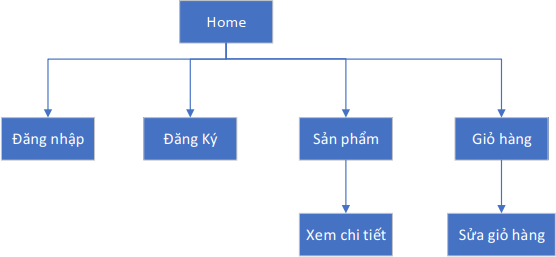 Home
Đăng nhập
Đăng Ký
Sản phẩm
Giỏ hàng
Xem chi tiết
Sửa giỏ hàng